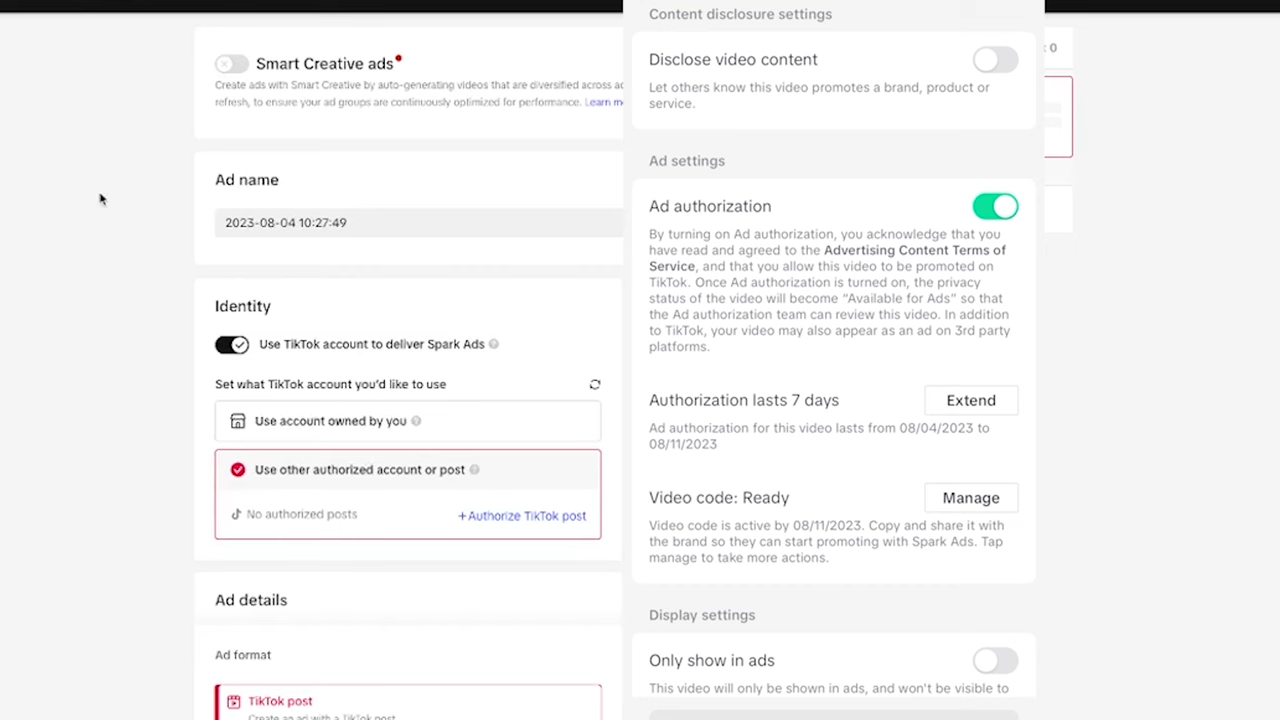 Smart Creative ads
Create ads with Smart Creative by auto-generating videos that are diversified across
refresh, to ensure your ad groups are continuously optimized for performance. Learn
Ad name
2023-08-04 10:27:49
Identity
Use TikTok account to deliver Spark Ads
Set what TikTok account you'd like to use
Use account owned by you
Use other authorized account or post
No authorized posts
+Authorize TikTok post
Ad details
Ad format
TikTok post
Create an ad with a TikTok post
Content disclosure settings
Disclose video content
Let others know this video promotes a brand, product or
service.
Ad settings
Ad authorization
By turning on Ad authorization, you acknowledge that you
have read and agreed to the Advertising Content Terms of
Service, and that you allow this video to be promoted on
TikTok. Once Ad authorization is turned on, the privacy
status of the video will become “Available for Ads” so that
the Ad authorization team can review this video. In addition
to TikTok, your video may also appear as an ad on 3rd party
platforms.
Authorization lasts 7 days
Extend
Ad authorization for this video lasts from 08/04/2023 to
08/11/2023
Video code: Ready
Manage
Video code is active by 08/11/2023. Copy and share it with
the brand so they can start promoting with Spark Ads. Tap
manage to take more actions.
Display settings
Only show in ads
This video will only be shown in ads, and won't be visible to
: 0